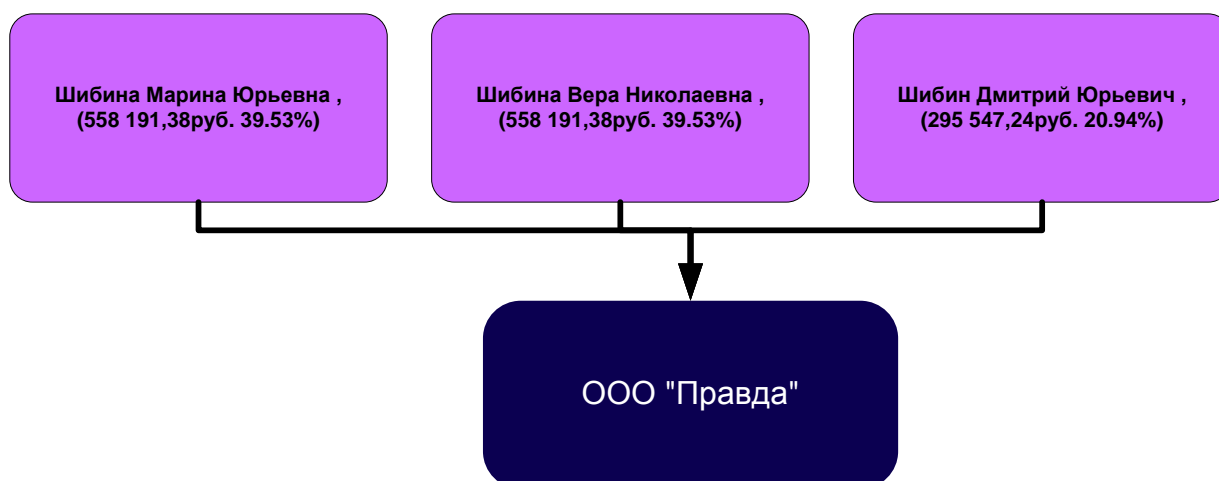 Шибина Марина Юрьевна ,
(558 191,38руб. 39.53%)
Шибина Вера Николаевна ,
(558 191,38руб. 39.53%)
Шибин Дмитрий Юрьевич ,
(295 547,24руб. 20.94%)
ООО "Правда"